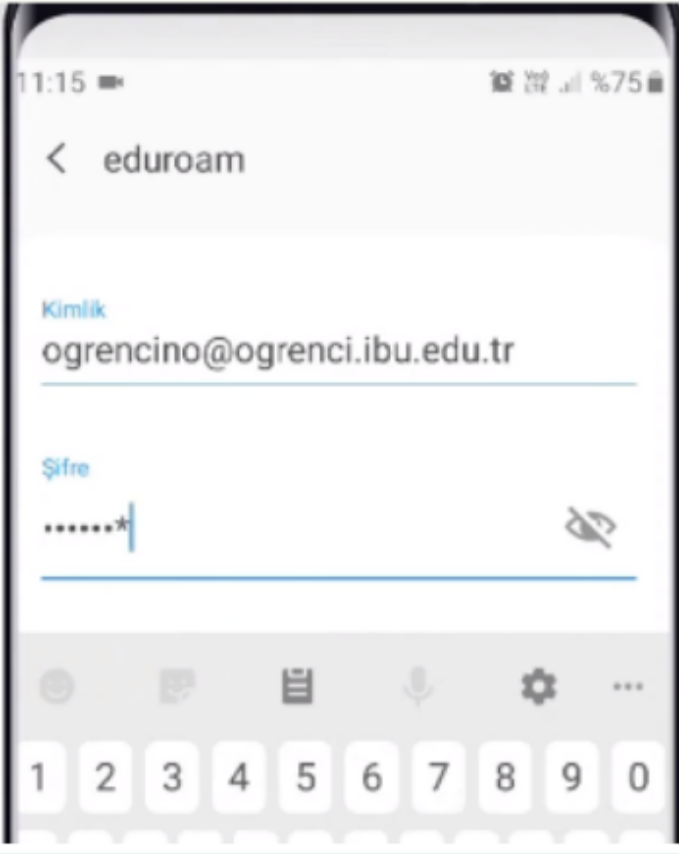 11:15 %75
eduroam
Kimlik
ogrencino@ogrenci.ibu.edu.tr
Şifre
······*
1 2 3 4 5 6 7 8 9 0